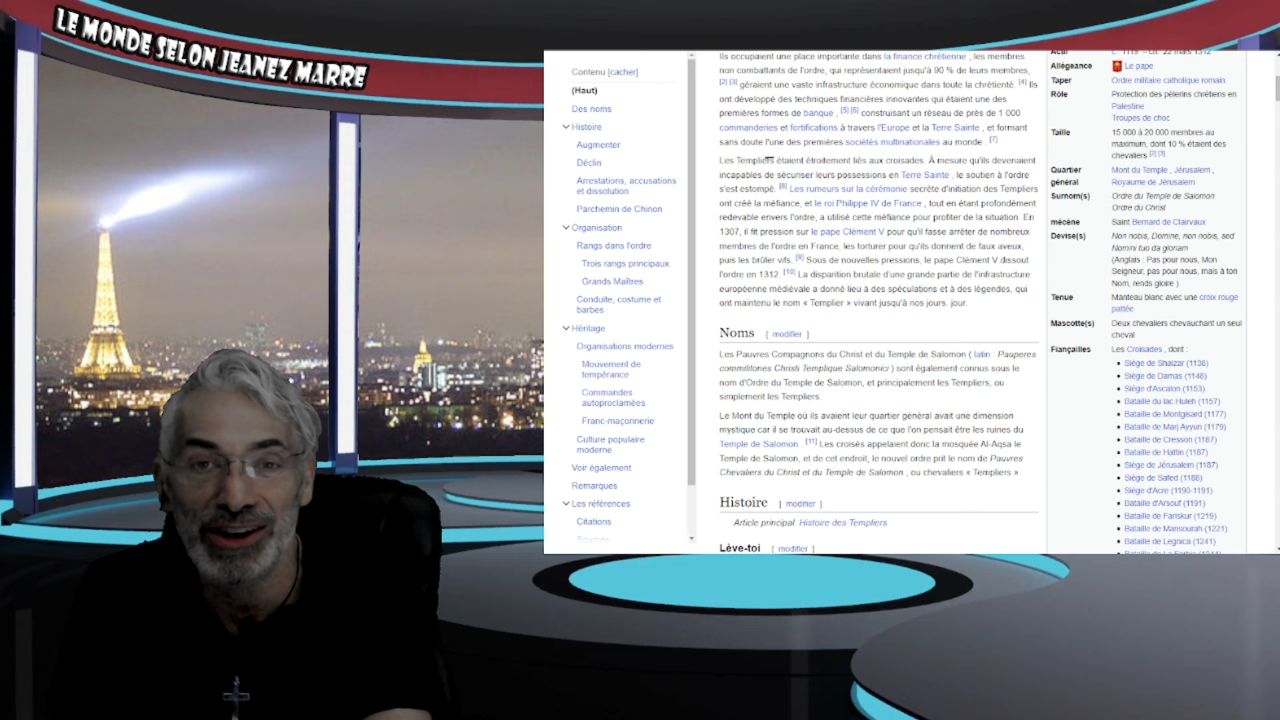 LE MONDE SELON JEANEZ MARRE
Contenu [cacher]
(Haut)
Des noms
Histoire
Augmenter
Déclin
Arrestations, accusations
et dissolution
Parchemin de Chinon
Organisation
Rangs dans l'ordre
Trois rangs principaux
Grands Maîtres
Conduite, costume et
barbes
Héritage
Organisations modernes
Mouvement de
tempérance
Commandes
autoproclamées
Franc-maçonnerie
Culture populaire
moderne
Voir également
Remarques
Les références
Citations
Ils occupaient une place importante dans la finance chrétienne ; les membres
non combattants de l'ordre, qui représentaient jusqu'à 90 % de leurs membres,
[2] [3] géraient une vaste infrastructure économique dans toute la chrétienté. [4] Ils
ont développé des techniques financières innovantes qui étaient une des
premières formes de banque , [5] [6] construisant un réseau de près de 1 000
commanderies et fortifications à travers l'Europe et la Terre Sainte , et formant
sans doute l'une des premières sociétés multinationales au monde . [7]
Les Templiers étaient étroitement liés aux croisades. À mesure qu'ils devenaient
incapables de sécuriser leurs possessions en Terre Sainte , le soutien à l'ordre
s'est estompé. [8] Les rumeurs sur la cérémonie secrète d'initiation des Templiers
ont créé la méfiance, et le roi Philippe IV de France , tout en étant profondément
redevable envers l'ordre, a utilisé cette méfiance pour profiter de la situation. En
1307, il fit pression sur le pape Clément V pour qu'il fasse arrêter de nombreux
membres de l'ordre en France, les torturer pour qu'ils donnent de faux aveux,
puis les brûler vifs. [9] Sous de nouvelles pressions, le pape Clément V dissout
l'ordre en 1312. [10] La disparition brutale d'une grande partie de l'infrastructure
européenne médiévale a donné lieu à des spéculations et à des légendes, qui
ont maintenu le nom « Templier » vivant jusqu'à nos jours. jour.
Noms [ modifier ]
Les Pauvres Compagnons du Christ et du Temple de Salomon ( latin : Pauperes
commilitones Christi Templique Salomonici ) sont également connus sous le
nom d'Ordre du Temple de Salomon, et principalement les Templiers, ou
simplement les Templiers.
Le Mont du Temple où ils avaient leur quartier général avait une dimension
mystique car il se trouvait au-dessus de ce que l'on pensait être les ruines du
Temple de Salomon . [11] Les croisés appelaient donc la mosquée Al-Aqsa le
Temple de Salomon, et de cet endroit, le nouvel ordre prit le nom de Pauvres
Chevaliers du Christ et du Temple de Salomon , ou chevaliers « Templiers ».
Histoire [ modifier ]
Article principal: Histoire des Templiers
Lève-toi [ modifier ]
Actif c 1119 – ch. 22 mars 1312
Allégeance Le pape
Taper Ordre militaire catholique romain
Rôle Protection des pèlerins chrétiens en
Palestine
Troupes de choc
Taille 15 000 à 20 000 membres au
maximum, dont 10 % étaient des
chevaliers [2] [3]
Quartier Mont du Temple , Jérusalem ,
général Royaume de Jérusalem
Surnom(s) Ordre du Temple de Salomon
Ordre du Christ
mécène Saint Bernard de Clairvaux
Devise(s) Non nobis, Domine, non nobis, sed
Nomini tuo da gloriam
(Anglais : Pas pour nous, Mon
Seigneur, pas pour nous, mais à ton
Nom, rends gloire )
Tenue Manteau blanc avec une croix rouge
pattée
Mascotte(s) Deux chevaliers chevauchant un seul
cheval
Fiançailles Les Croisades , dont :
Siège de Shaizar (1138)
Siège de Damas (1148)
Siège d'Ascalon (1153)
Bataille du lac Huleh (1157)
Bataille de Montgisard (1177)
Bataille de Marj Ayyun (1179)
Bataille de Cresson (1187)
Bataille de Hattin (1187)
Siège de Jérusalem (1187)
Siège de Safed (1188)
Siège d'Acre (1190-1191)
Bataille d'Arsouf (1191)
Bataille de Fariskur (1219)
Bataille de Mansourah (1221)
Bataille de Legnica (1241)